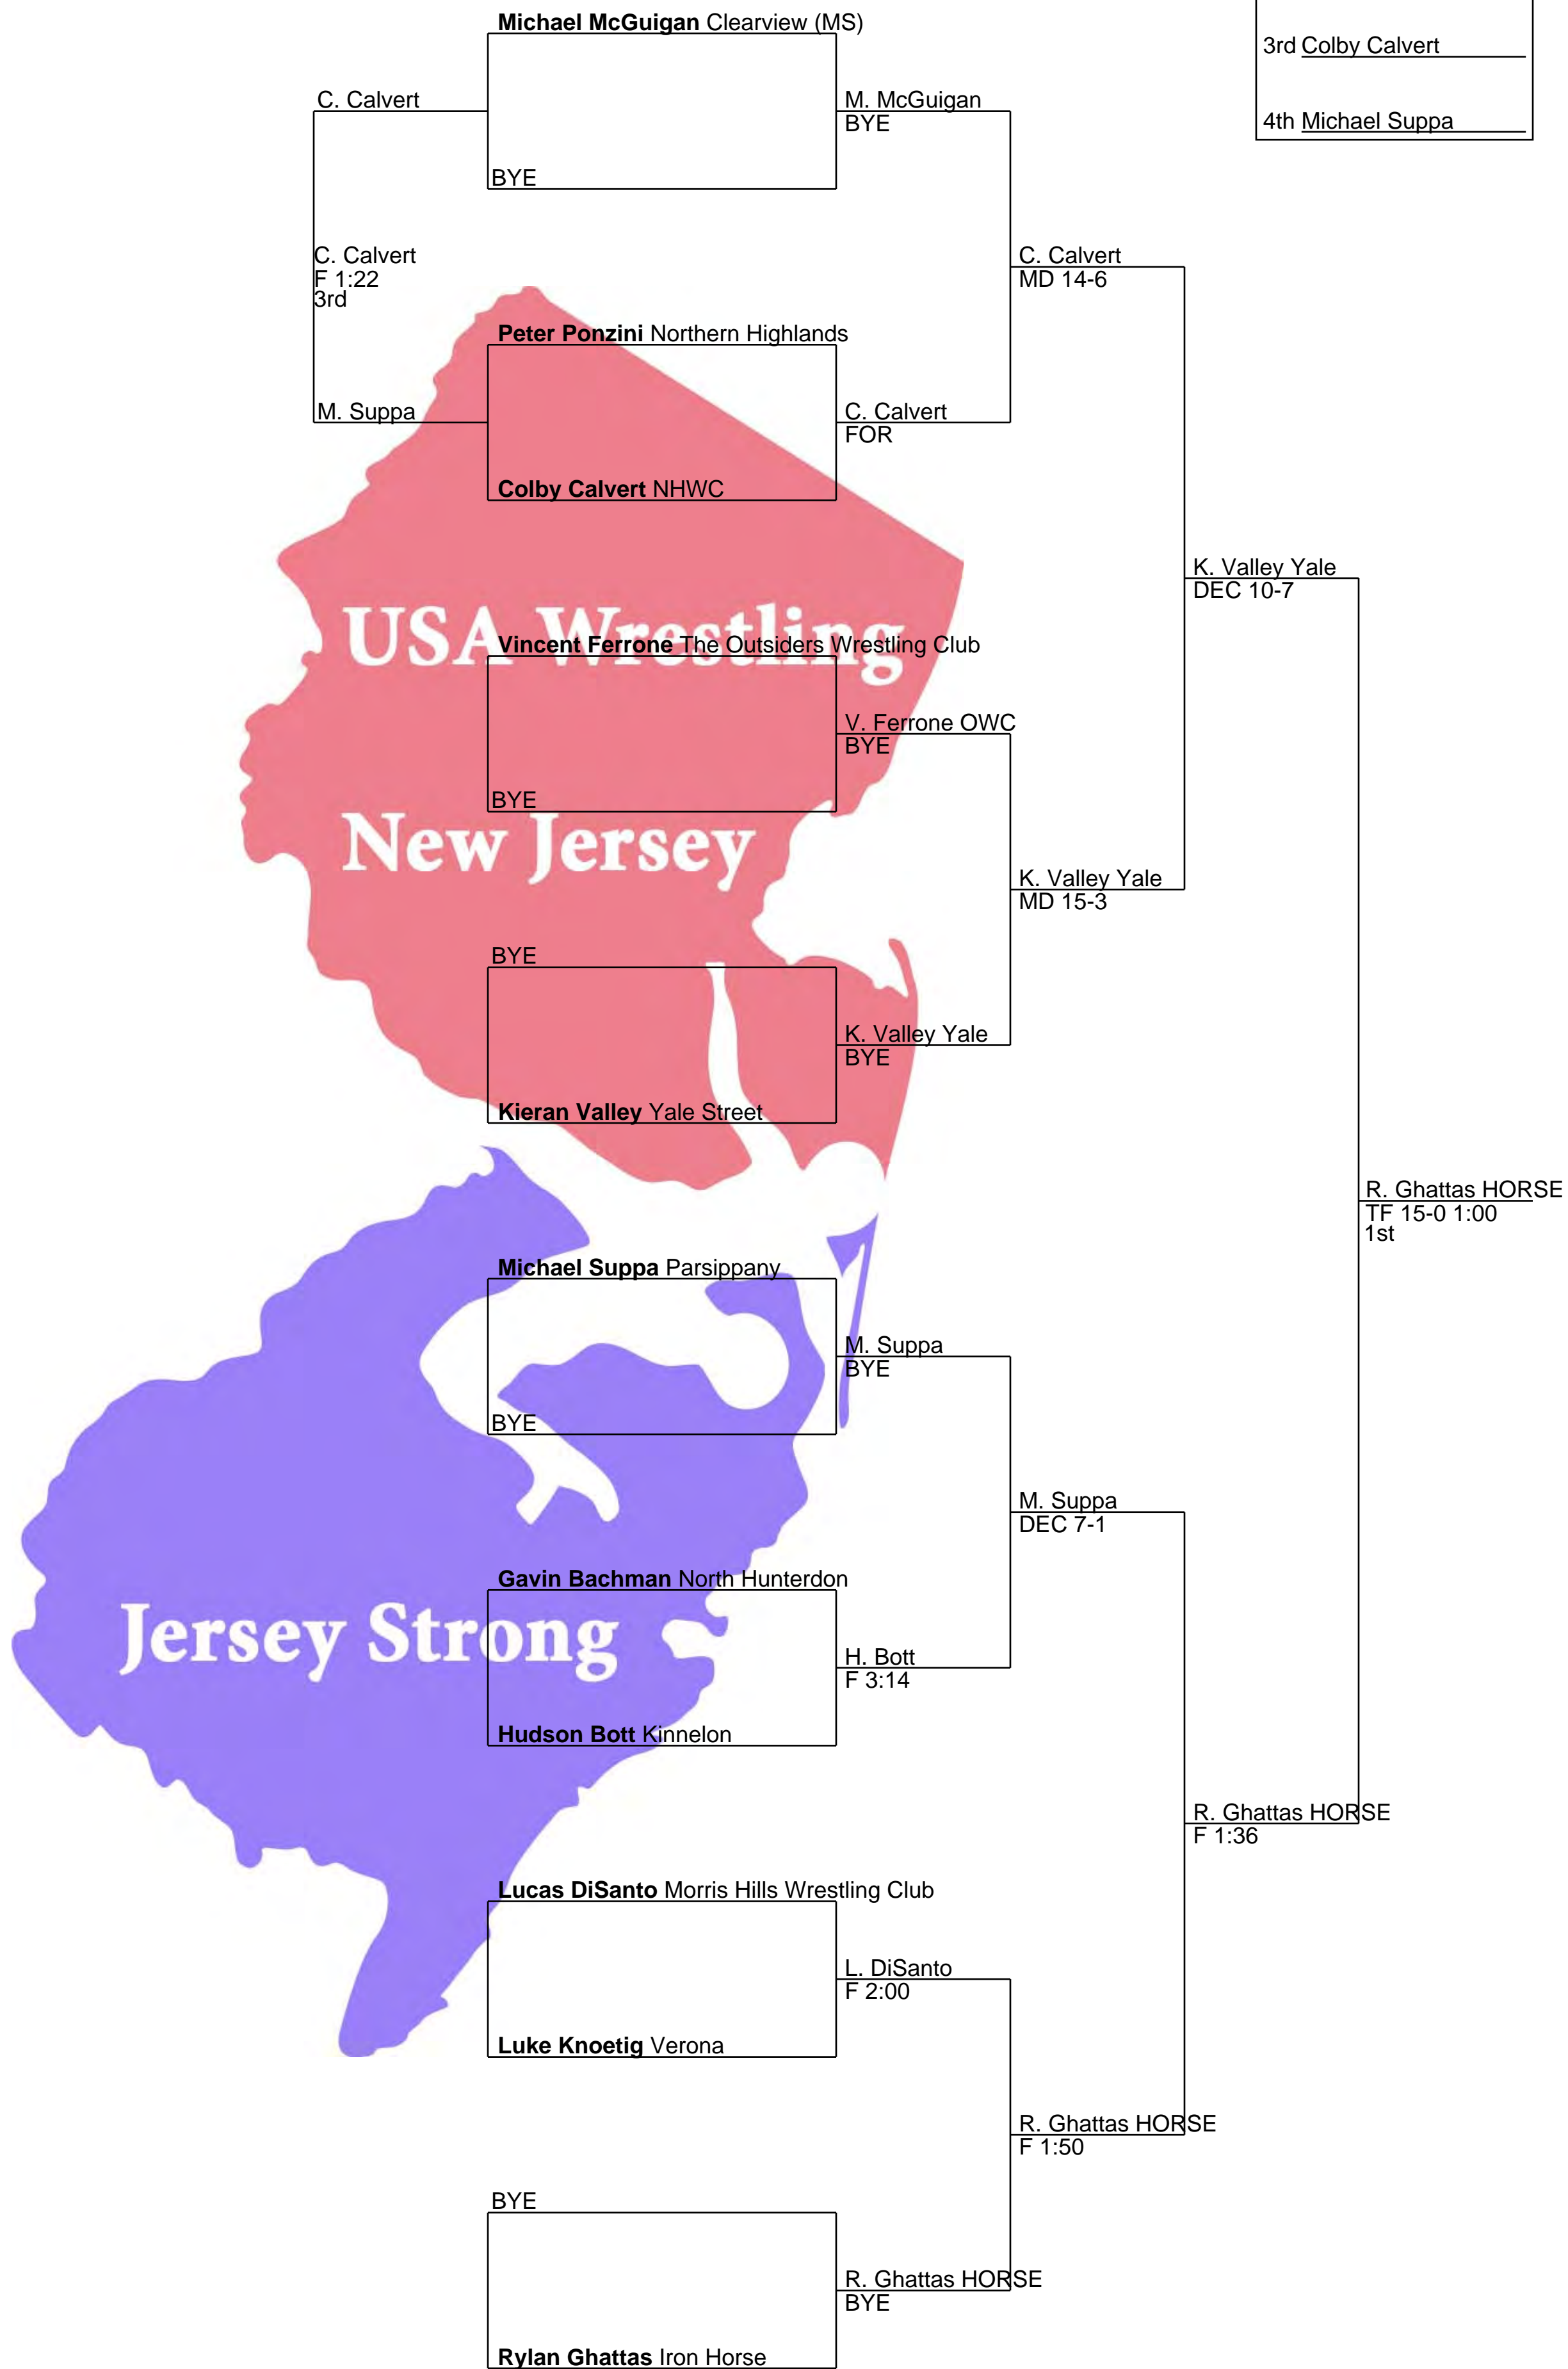 Michael McGuigan Clearview (MS)
3rd Colby Calvert
C. Calvert
M. McGuigan
BYE
4th Michael Suppa
BYE
C. Calvert
F 1:22
3rd
C. Calvert
MD 14-6
Peter Ponzini Northern Highlands
M. Suppa
C. Calvert
FOR
Colby Calvert NHWC
K. Valley Yale
DEC 10-7
USA Wrestling
Vincent Ferrone The Outsiders Wrestling Club
V. Ferrone OWC
BYE
BYE
New Jersey
K. Valley Yale
MD 15-3
BYE
K. Valley Yale
BYE
Kieran Valley Yale Street
R. Ghattas HORSE
TF 15-0 1:00
1st
Michael Suppa Parsippany
M. Suppa
BYE
BYE
M. Suppa
DEC 7-1
Gavin Bachman North Hunterdon
Jersey Strong
H. Bott
F 3:14
Hudson Bott Kinnelon
R. Ghattas HORSE
F 1:36
Lucas DiSanto Morris Hills Wrestling Club
L. DiSanto
F 2:00
Luke Knoetig Verona
R. Ghattas HORSE
F 1:50
BYE
R. Ghattas HORSE
BYE
Rylan Ghattas Iron Horse